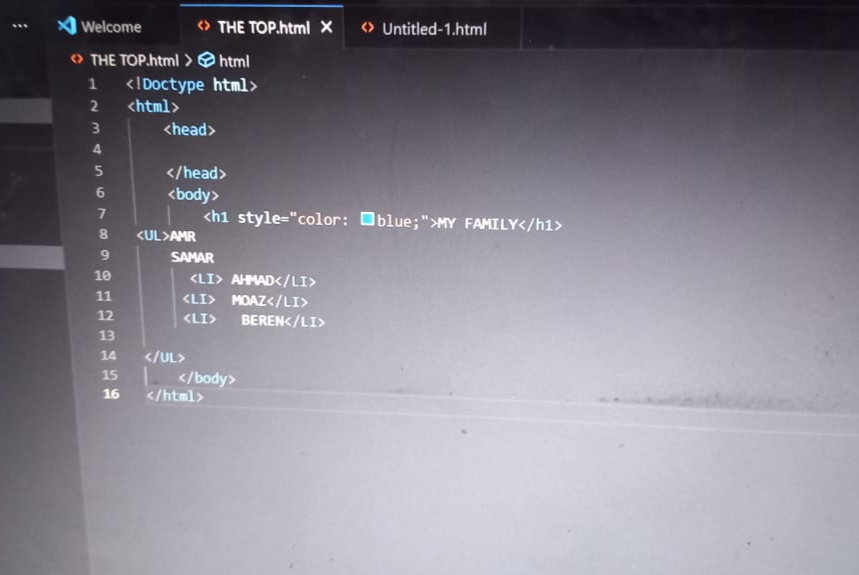 ... Welcome THE TOP.html X Untitled-1.html
THE TOP.html > html
1 <!Doctype html>
2 <html>
3 <head>
4
5 </head>
6 <body>
7 <h1 style="color: blue;">MY FAMILY</h1>
8 <UL>AMR
9 SAMAR
10 <LI> AHMAD</LI>
11 <LI> MOAZ</LI>
12 <LI> BEREN</LI>
13
14 </UL>
15 </body>
16 </html>